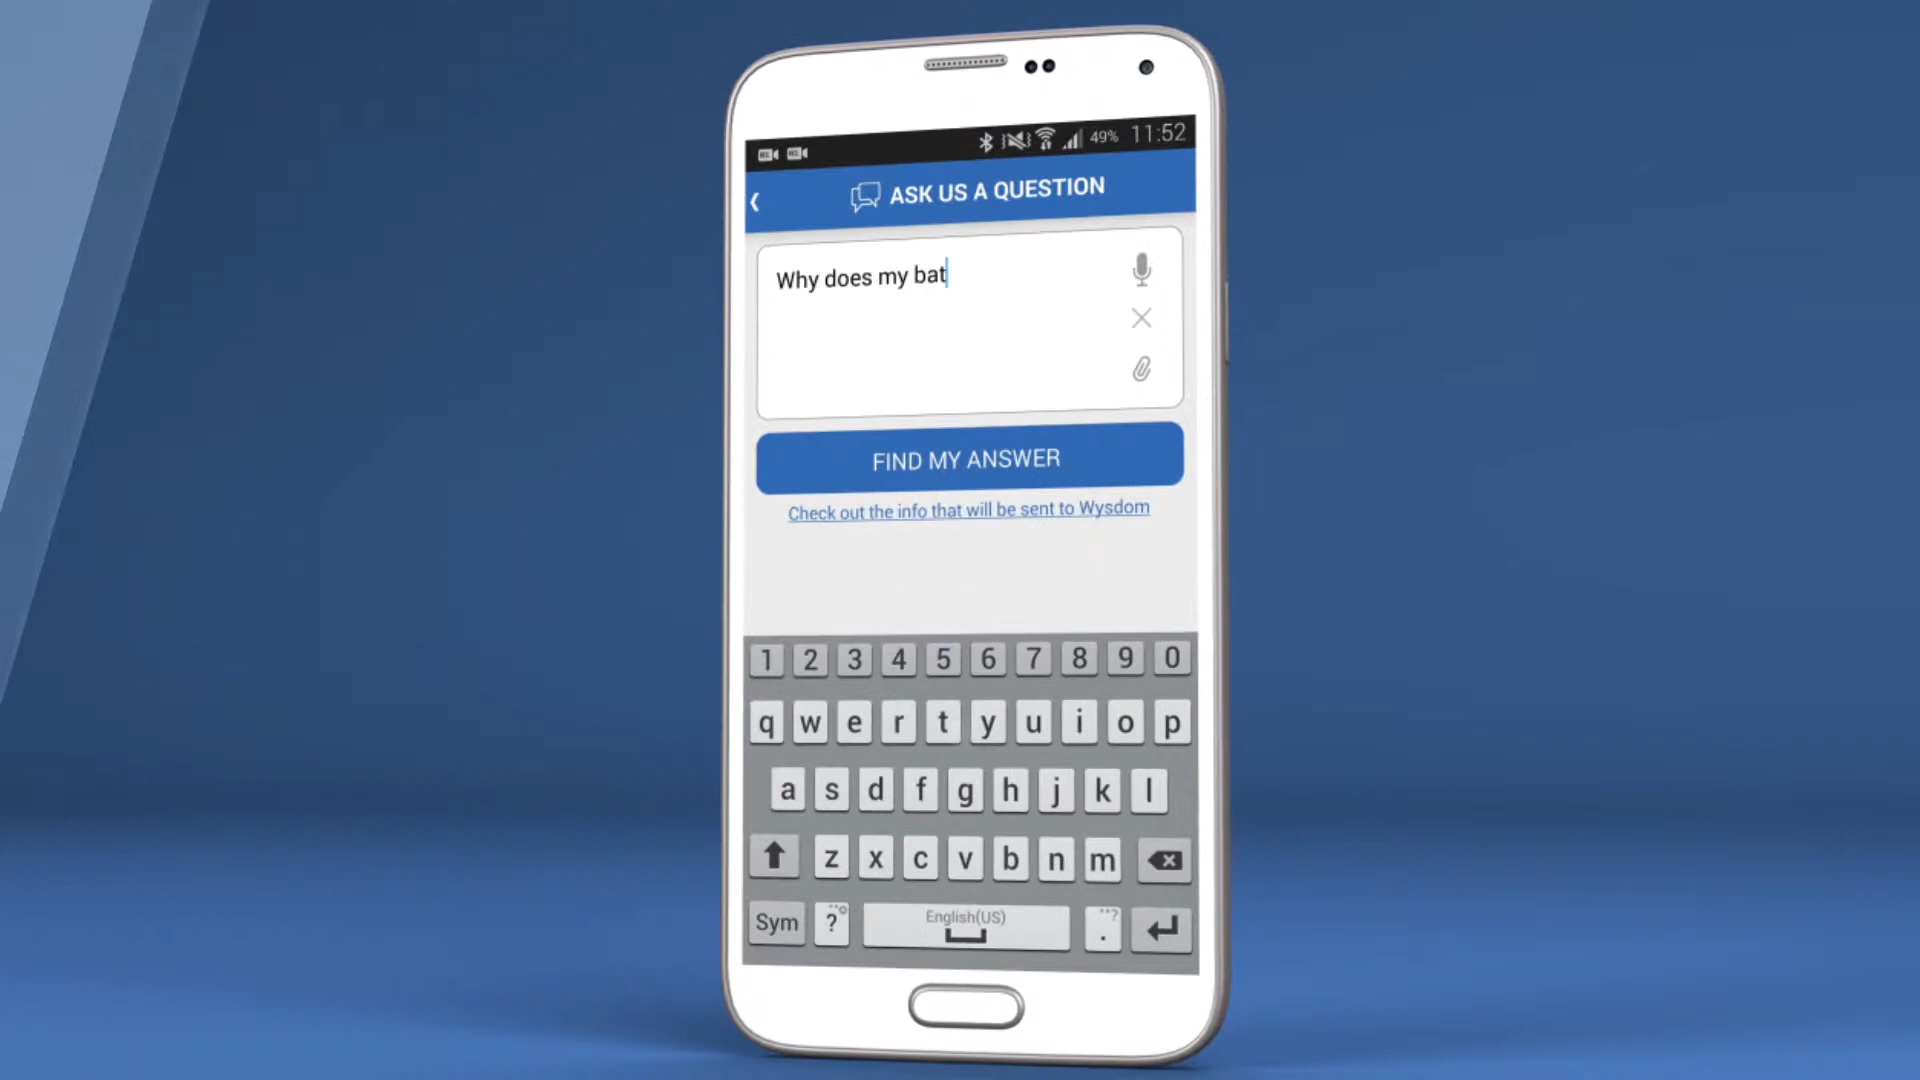 49% 11:52
ASK US A QUESTION
Why does my bat
FIND MY ANSWER
Check out the info that will be sent to Wysdom
1 2 3 4 5 6 7 8 9 0
q w e r t y u i o p
a s d f g h j k l
z x c v b n m
Sym ? English(US) .